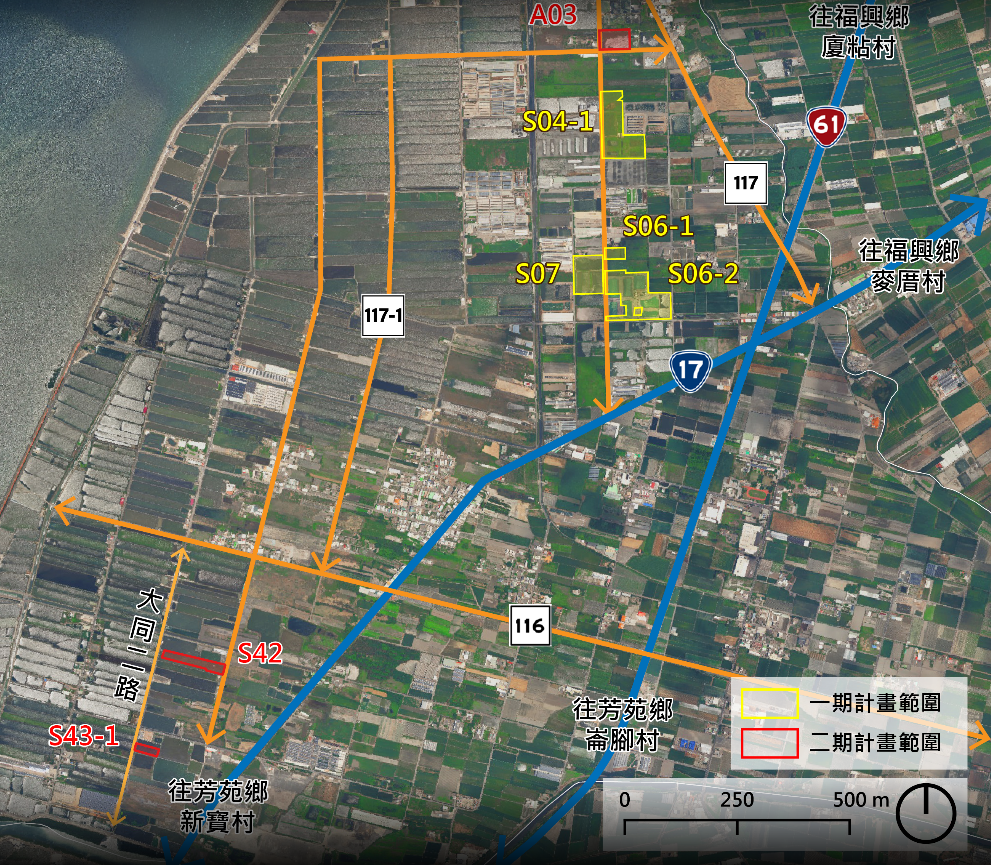 A03
往福興鄉
廈粘村
61
S04-1
117
S06-1
往福興鄉
麥厝村
S07
S06-2
117-1
17
大同二路
116
S42
S43-1
往芳苑鄉
崙腳村
往芳苑鄉
新寶村
一期計畫範圍
二期計畫範圍
0 250 500 m